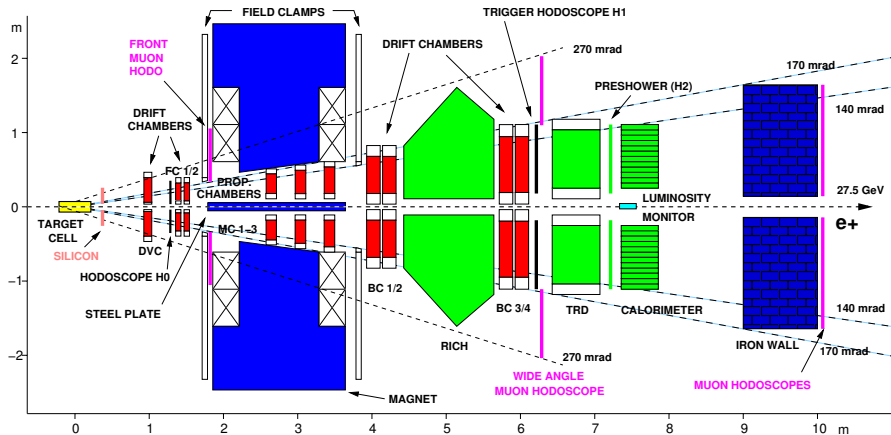 m
FIELD CLAMPS
TRIGGER HODOSCOPE H1
FRONT
MUON
HODO
DRIFT CHAMBERS
270 mrad
170 mrad
2
PRESHOWER (H2)
140 mrad
DRIFT
CHAMBERS
1
FC 1/2
PROP.
CHAMBERS
27.5 GeV
LUMINOSITY
0
e+
MONITOR
TARGET
CELL
SILICON
DVC
MC 1–3
HODOSCOPE H0
STEEL PLATE
−1
BC 1/2
BC 3/4
TRD
CALORIMETER
140 mrad
RICH
IRON WALL
170 mrad
−2
270 mrad
WIDE ANGLE
MUON HODOSCOPE
MUON HODOSCOPES
MAGNET
0
1
2
3
4
5
6
7
8
9
10
m